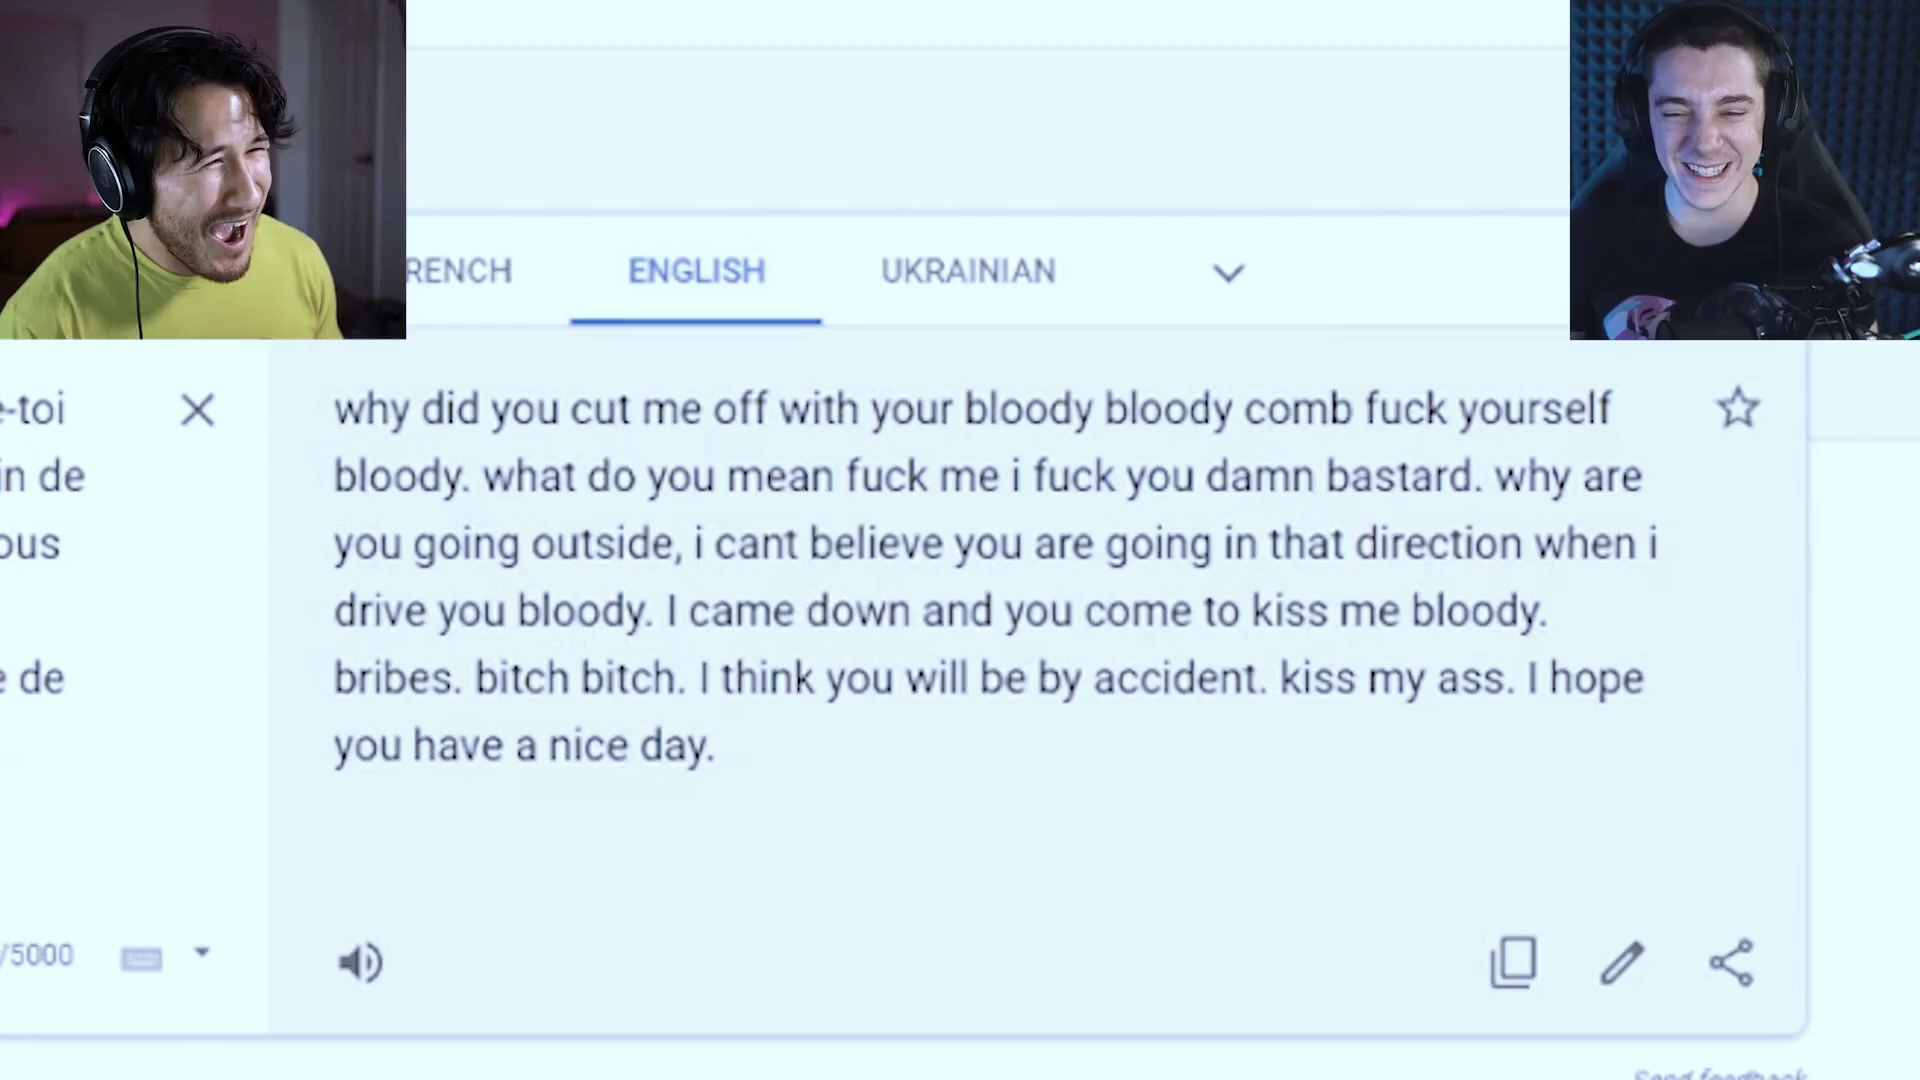 RENCH ENGLISH UKRAINIAN
e-toi
in de
ous
e de
why did you cut me off with your bloody bloody comb fuck yourself
bloody. what do you mean fuck me i fuck you damn bastard. why are
you going outside, i cant believe you are going in that direction when i
drive you bloody. I came down and you come to kiss me bloody.
bribes. bitch bitch. I think you will be by accident. kiss my ass. I hope
you have a nice day.
/5000
Send feedback